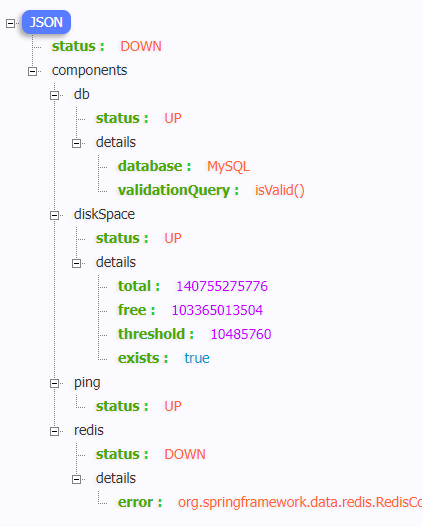 JSON
status : DOWN
components
db
status : UP
details
database : MySQL
validationQuery : isValid()
diskSpace
status : UP
details
total : 140755275776
free : 103365013504
threshold : 10485760
exists : true
ping
status : UP
redis
status : DOWN
details
error : org.springframework.data.redis.RedisCo